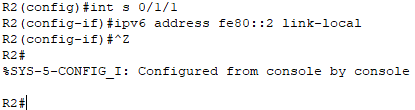 R2(config)#int s 0/1/1
R2(config-if)#ipv6 address fe80::2 link-local
R2(config-if)#^Z
R2#
%SYS-5-CONFIG_I: Configured from console by console
R2#